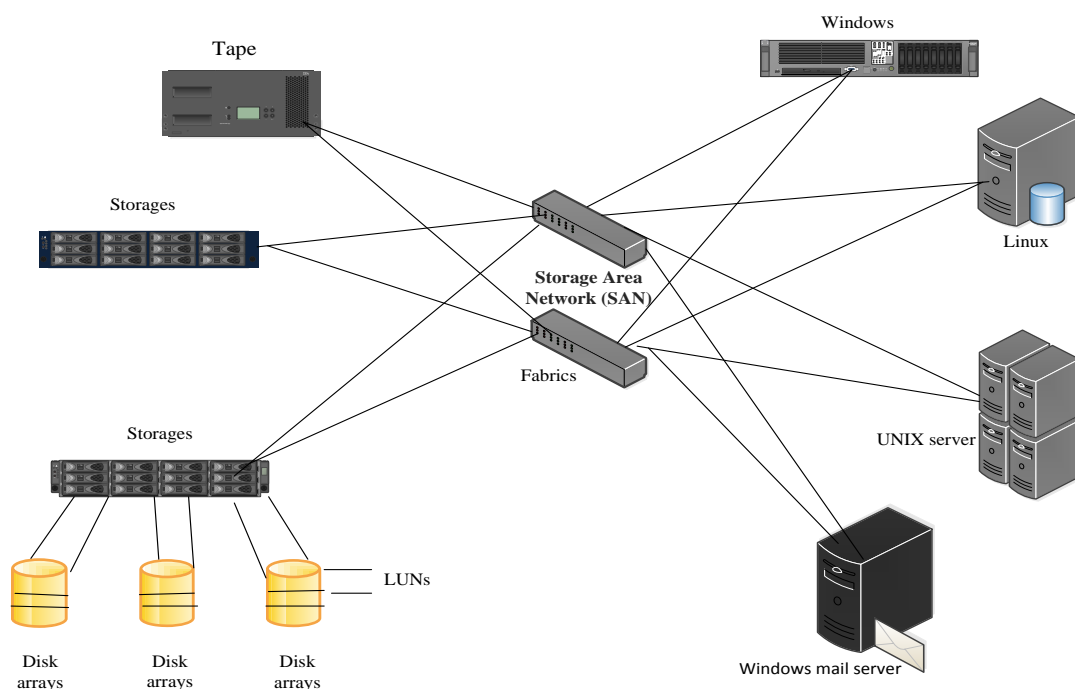 Windows
Tape
Storages
Linux
Storage Area
Network (SAN)
Fabrics
Storages
UNIX server
LUNs
Disk
arrays
Disk
arrays
Disk
arrays
Windows mail server